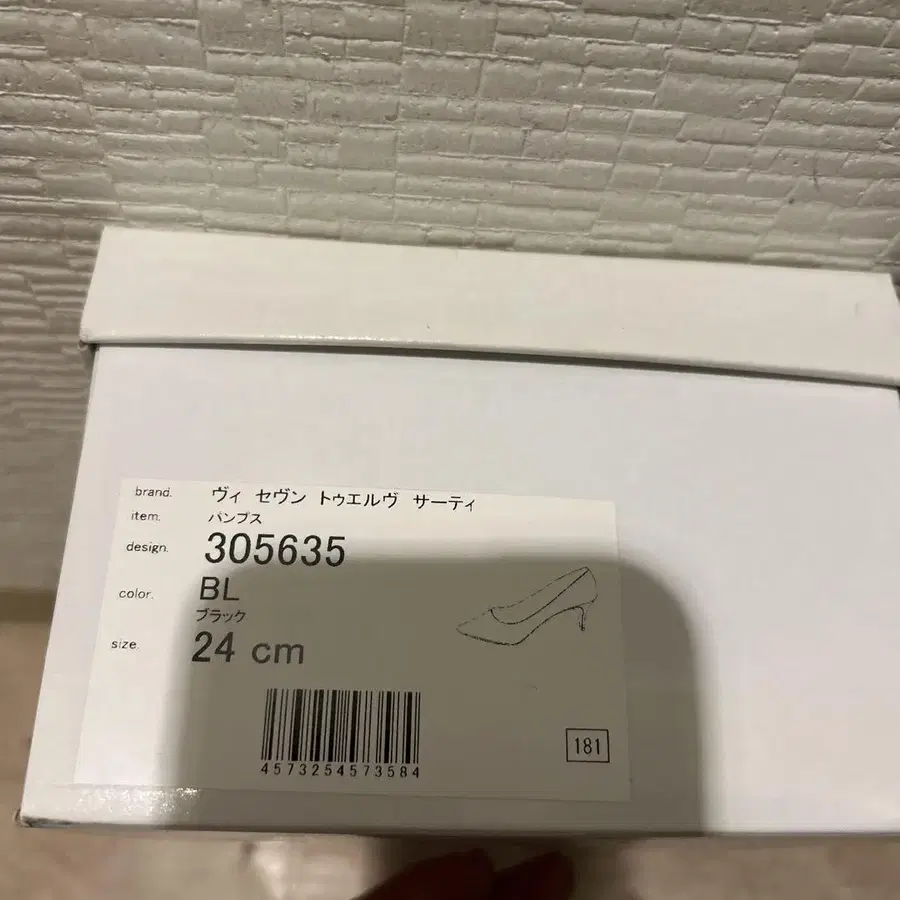 brand. ヴィ セヴン トゥエルヴ サーティ
item. パンプス
design. 305635
color. BL
ブラック
size. 24 cm
4573254573584
181